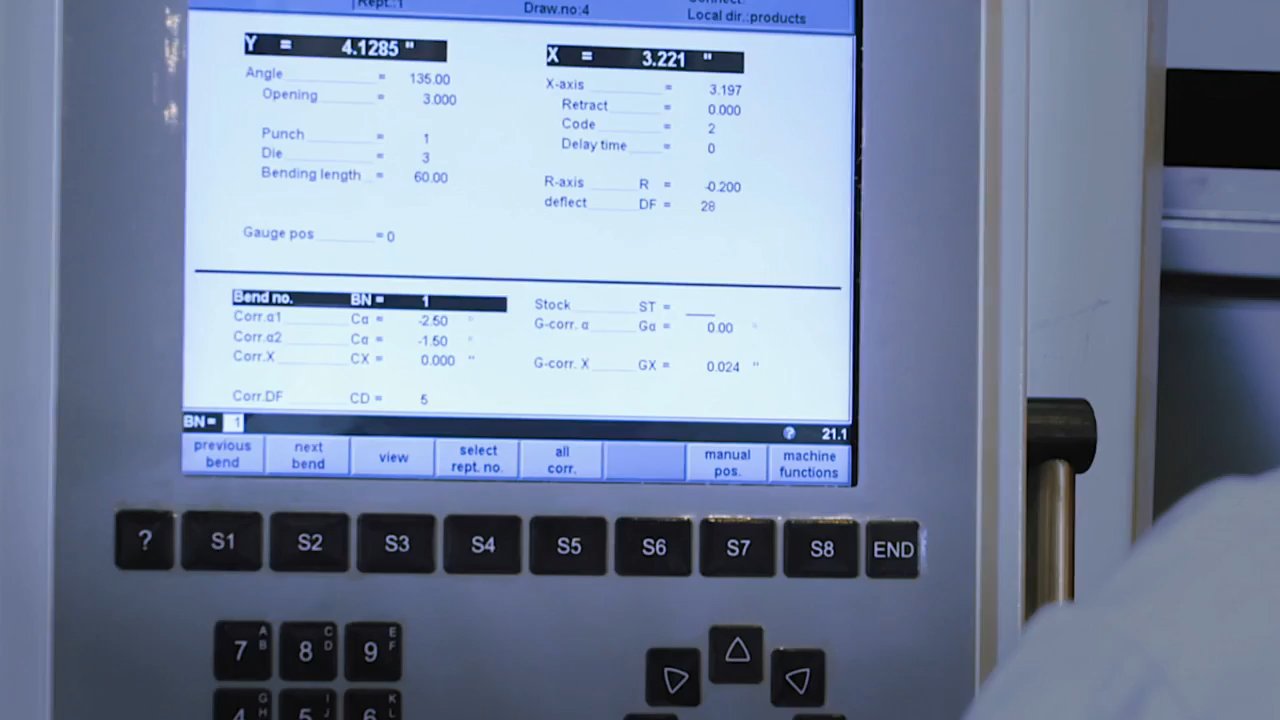 Rept.:1 Draw.no:4 Connect:
Local dir.:products
Y = 4.1285 " X = 3.221 "
Angle = 135.00 X-axis = 3.197
Opening = 3.000 Retract = 0.000
Code = 2
Punch = 1 Delay time = 0
Die = 3
Bending length = 60.00 R-axis R = -0.200
deflect DF = 28
Gauge pos = 0
Bend no. BN = 1 Stock ST =
Corr.α1 Cα = -2.50 ° G-corr. α Gα = 0.00 °
Corr.α2 Cα = -1.50 °
Corr.X CX = 0.000 " G-corr. X GX = 0.024 "
Corr.DF CD = 5
BN = 1 21.1
previous bend next bend view select rept. no. all corr. manual pos. machine functions
? S1 S2 S3 S4 S5 S6 S7 S8 END
7 A B 8 C D 9 E F
4 G H 5 I J 6 K L